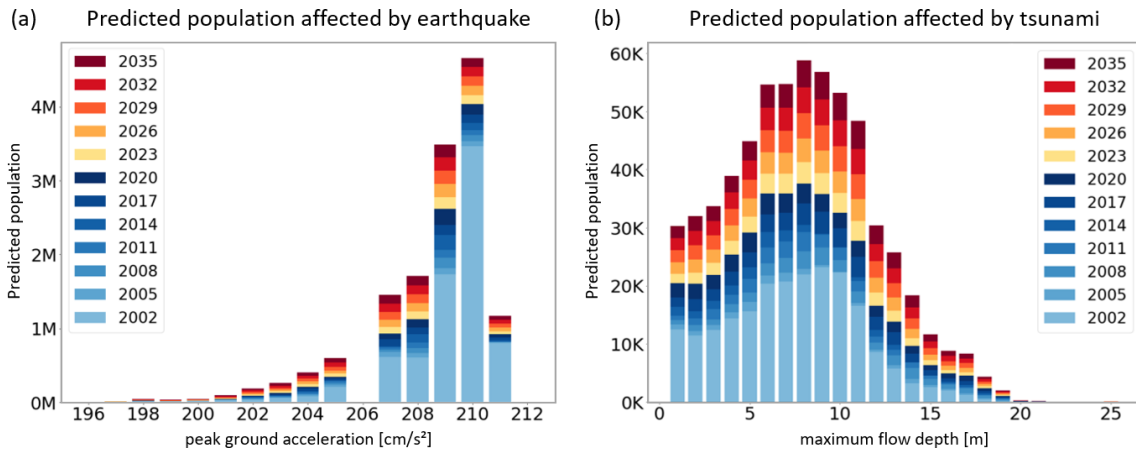 (a) Predicted population affected by earthquake
Predicted population
4M
3M
2M
1M
0M
2035
2032
2029
2026
2023
2020
2017
2014
2011
2008
2005
2002
196 198 200 202 204 206 208 210 212
peak ground acceleration [cm/s²]
(b) Predicted population affected by tsunami
Predicted population
60K
50K
40K
30K
20K
10K
0K
2035
2032
2029
2026
2023
2020
2017
2014
2011
2008
2005
2002
0 5 10 15 20 25
maximum flow depth [m]